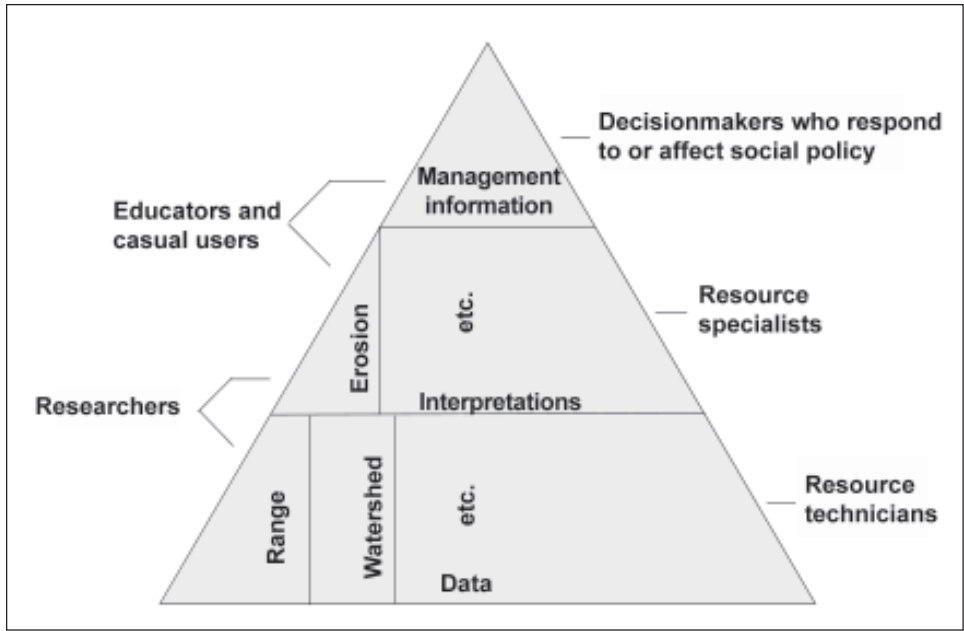 Decisionmakers who respond
to or affect social policy
Management
information
Educators and
casual users
Erosion
etc.
Resource
specialists
Interpretations
Researchers
Range
Watershed
etc.
Resource
technicians
Data